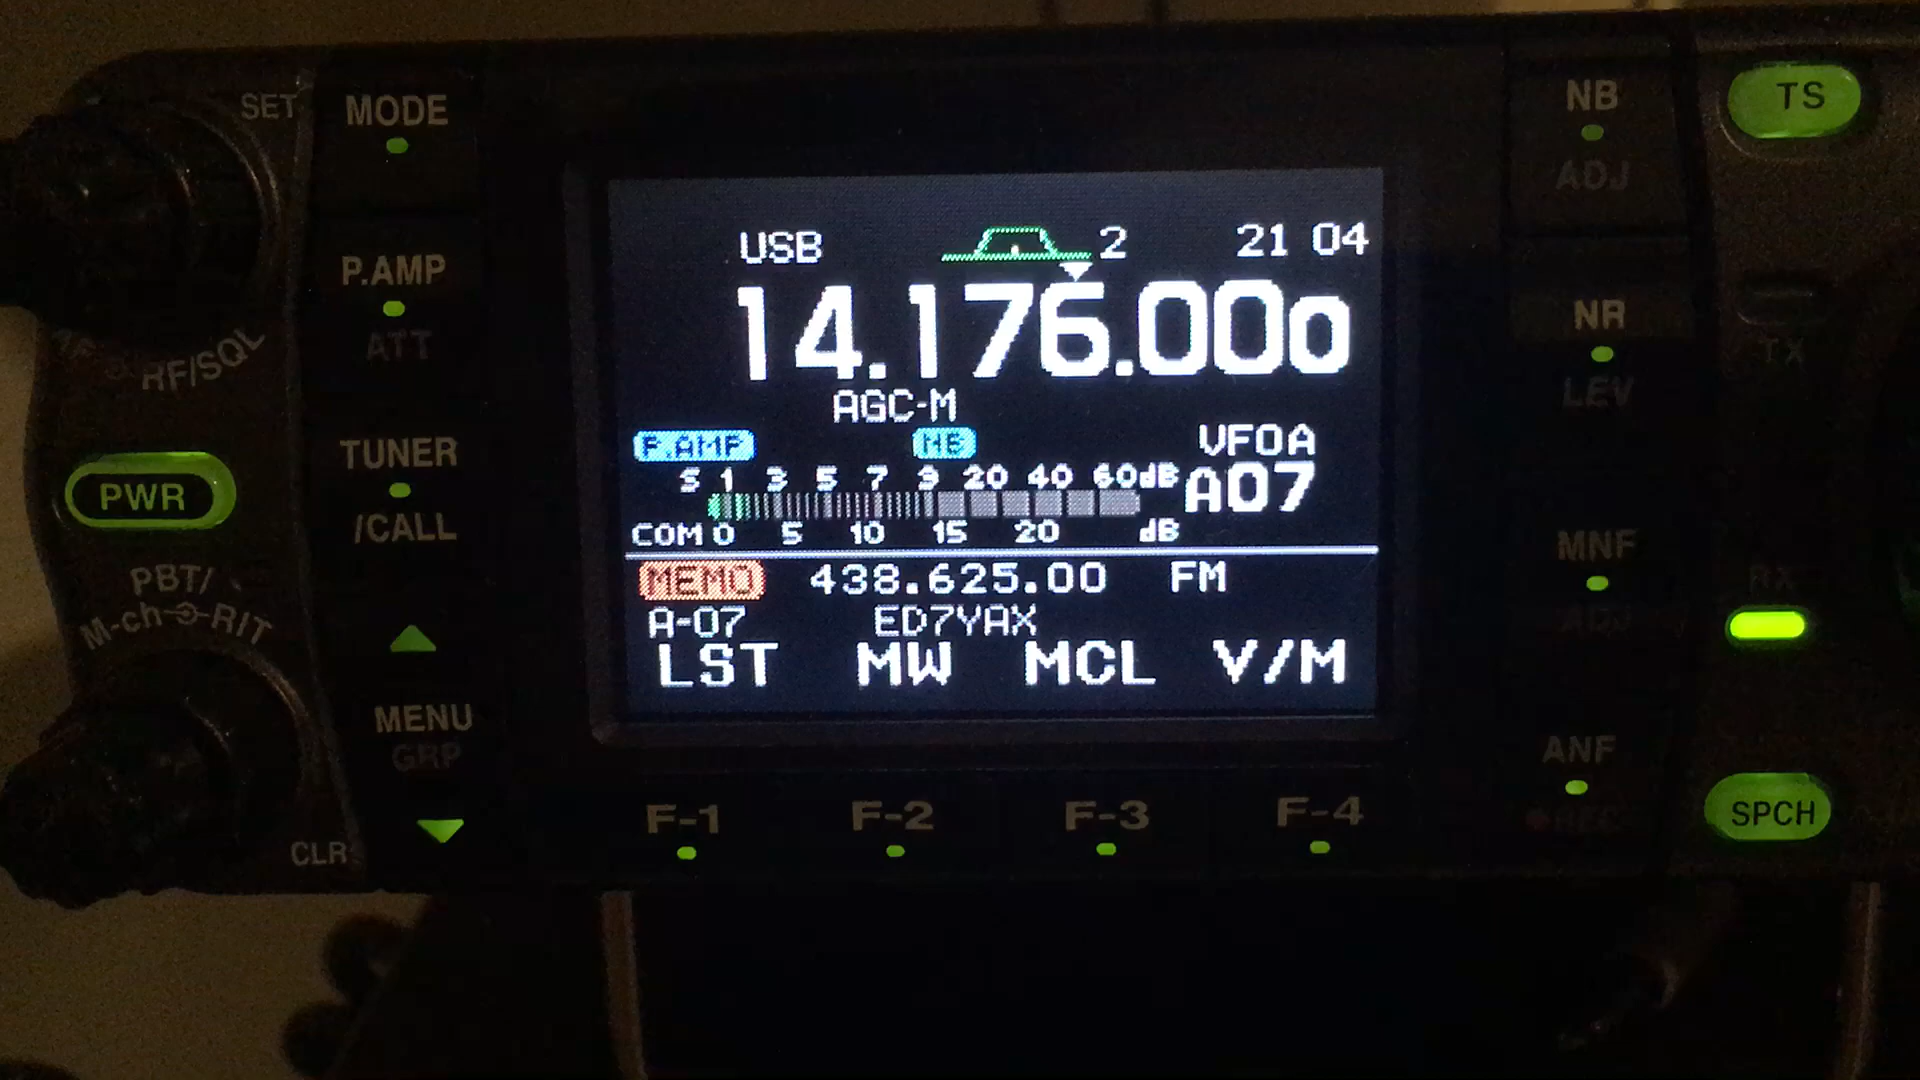 SET
MODE
P.AMP
ATT
RF/SQL
TUNER
/CALL
PWR
PBT/
M-ch RIT
MENU
GRP
CLR
USB 2 21 04
14.176.000
AGC-M
P.AMP NB VFOA
S 1 3 5 7 9 20 40 60dB A07
COM 0 5 10 15 20 dB
MEMO 438.625.00 FM
A-07 ED7YAX
LST MW MCL V/M
F-1 F-2 F-3 F-4
NB
ADJ
NR
LEV
MNF
ADJ
ANF
REC
TS
TX
RX
SPCH